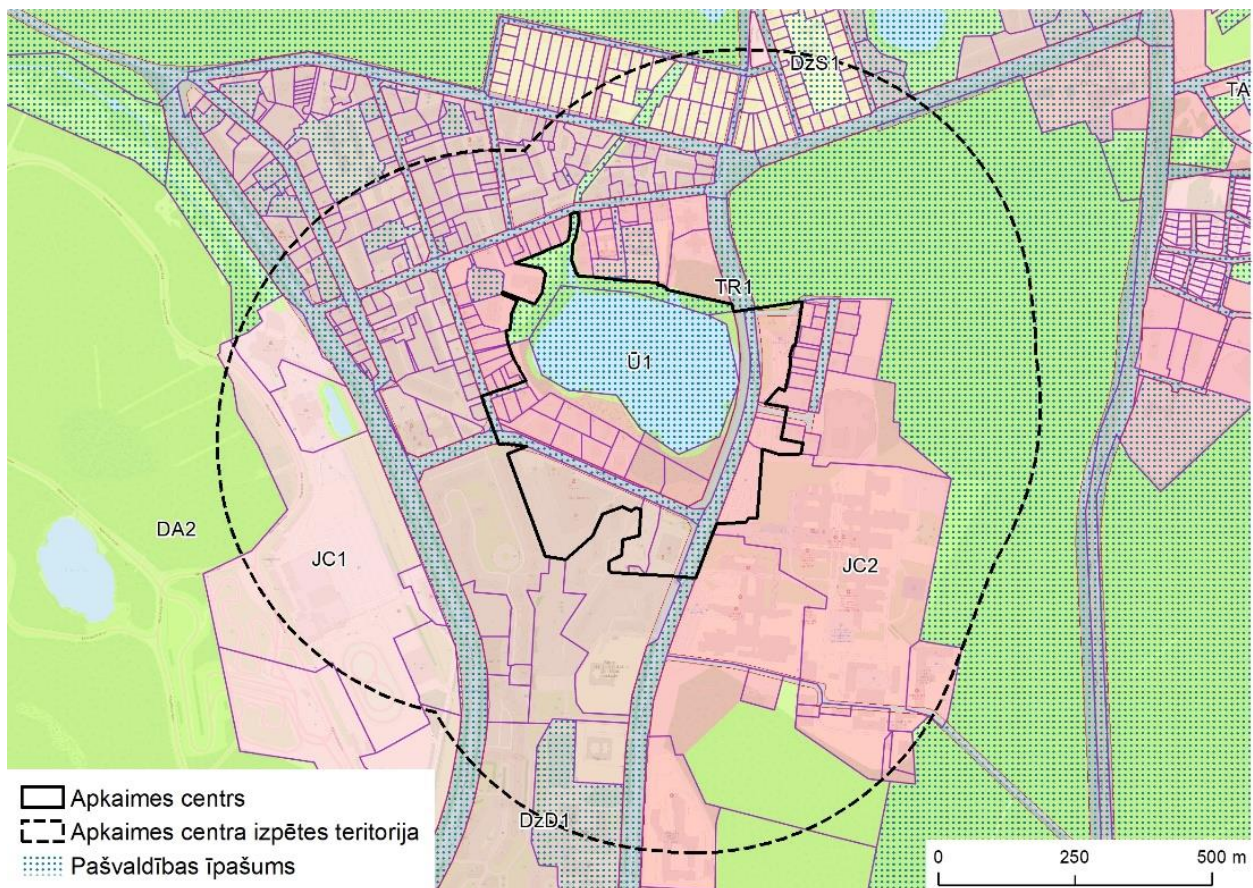 DzS1
TA
TR1
Ū1
DA2
JC1
JC2
DzD1
Apkaimes centrs
Apkaimes centra izpētes teritorija
Pašvaldības īpašums
0 250 500 m